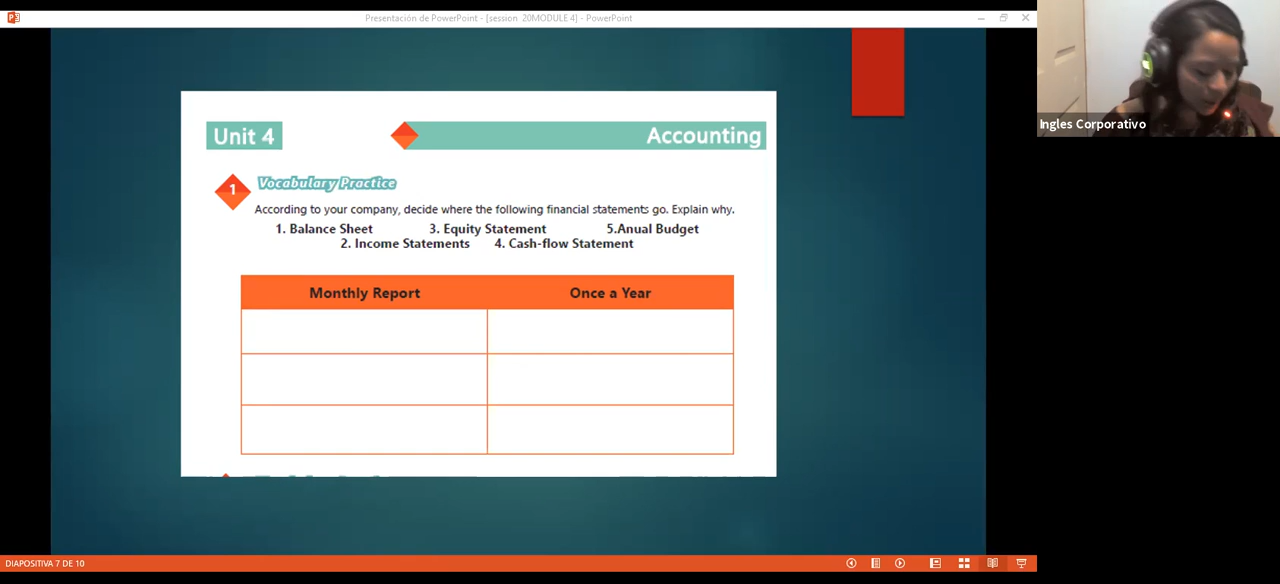 Presentación de PowerPoint - [session 20MODULE 4] - PowerPoint
Ingles Corporativo
Unit 4
Accounting
1
Vocabulary Practice
According to your company, decide where the following financial statements go. Explain why.
1. Balance Sheet 3. Equity Statement 5.Anual Budget
2. Income Statements 4. Cash-flow Statement
Monthly Report Once a Year
DIAPOSITIVA 7 DE 10